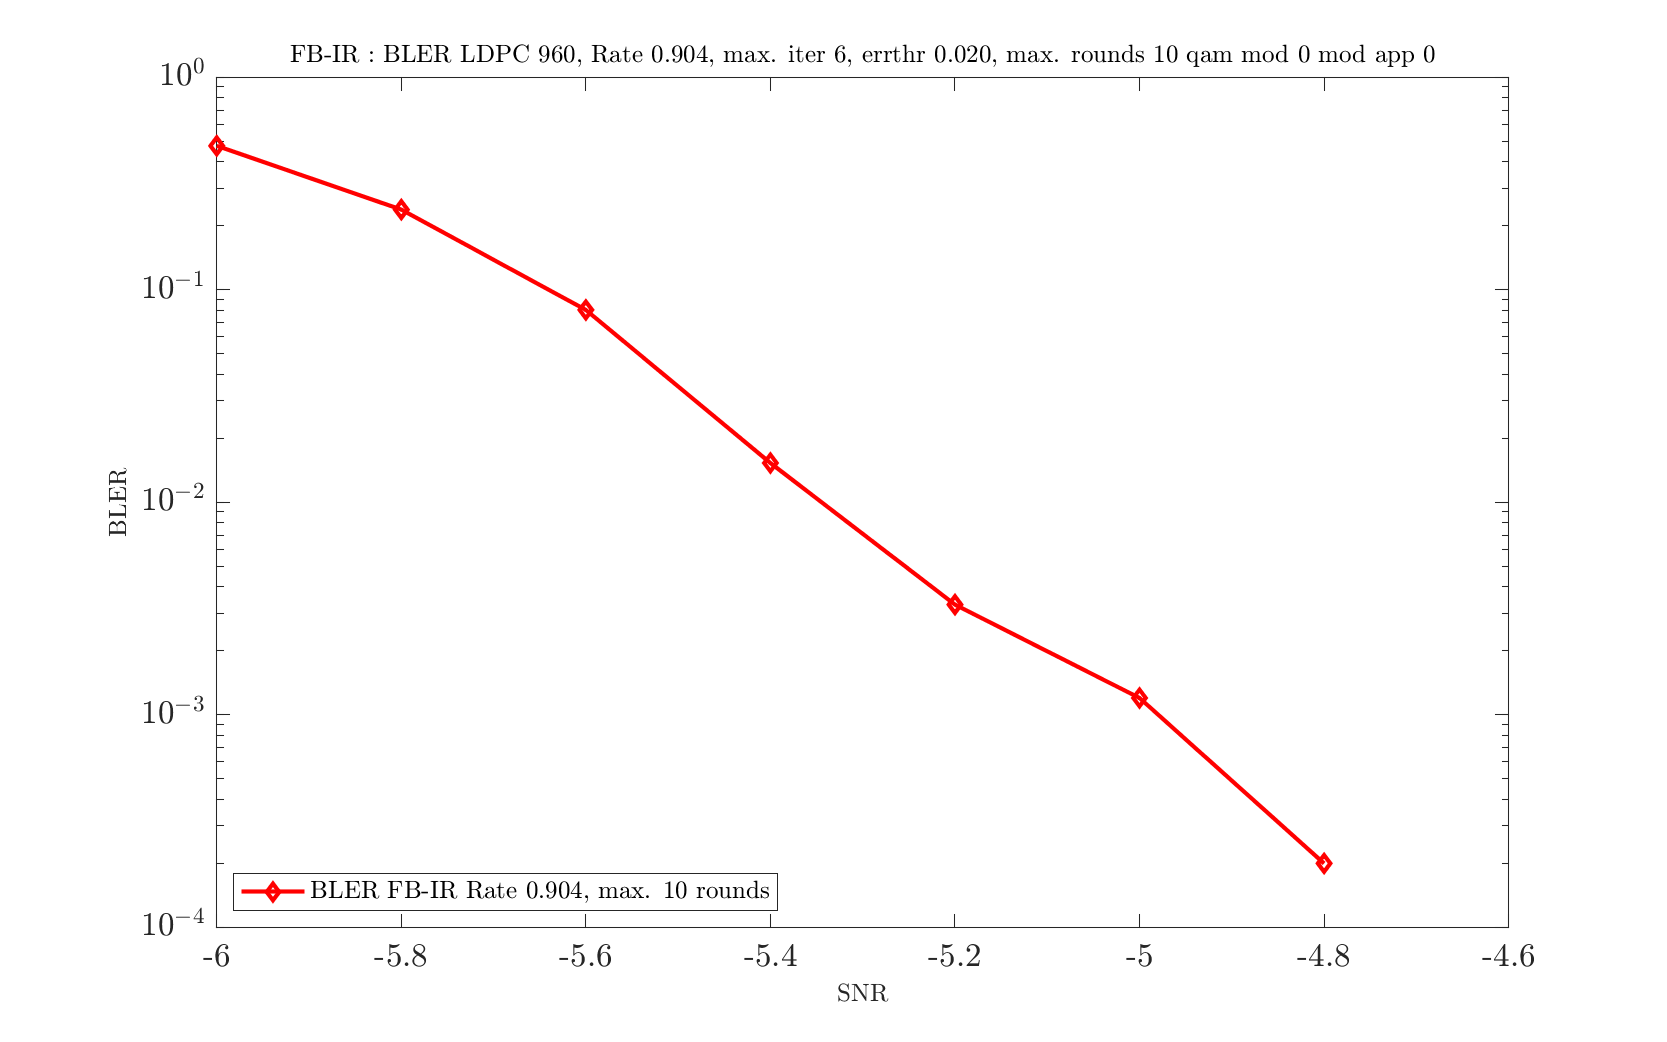 FB-IR : BLER LDPC 960, Rate 0.904, max. iter 6, errthr 0.020, max. rounds 10 qam mod 0 mod app 0
10^0
10^{-1}
10^{-2}
10^{-3}
10^{-4}
BLER
BLER FB-IR Rate 0.904, max. 10 rounds
-6 -5.8 -5.6 -5.4 -5.2 -5 -4.8 -4.6
SNR